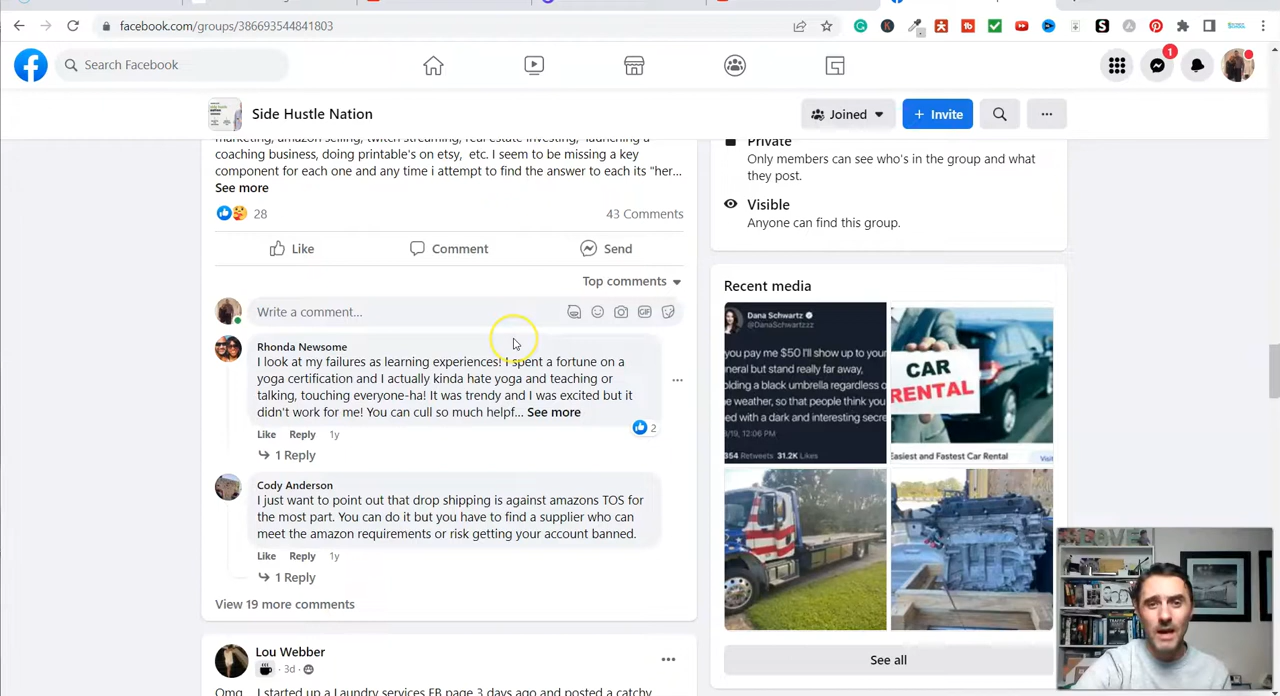 facebook.com/groups/386693544841803
Search Facebook
1
Side Hustle Nation
Joined
+ Invite
marketing, amazon selling, twitch streaming, real estate investing, launching a
coaching business, doing printable's on etsy, etc. I seem to be missing a key
component for each one and any time i attempt to find the answer to each its "her...
See more
28
43 Comments
Like
Comment
Send
Top comments
Write a comment...
GIF
Rhonda Newsome
I look at my failures as learning experiences! I spent a fortune on a
yoga certification and I actually kinda hate yoga and teaching or
talking, touching everyone-ha! It was trendy and I was excited but it
didn't work for me! You can cull so much helpf... See more
2
Like Reply 1y
1 Reply
Cody Anderson
I just want to point out that drop shipping is against amazons TOS for
the most part. You can do it but you have to find a supplier who can
meet the amazon requirements or risk getting your account banned.
Like Reply 1y
1 Reply
View 19 more comments
Lou Webber
3d
Omg I started up a Laundry services FB page 3 days ago and posted a catchy
Private
Only members can see who's in the group and what
they post.
Visible
Anyone can find this group.
Recent media
Dana Schwartz
@DanaSchwartzzz
you pay me $50 I'll show up to your
neral but stand really far away,
olding a black umbrella regardless o
e weather, so that people think you
d with a dark and interesting secre
/19, 12:06 PM
354 Retweets 31.2K Likes
CAR
RENTAL
Easiest and Fastest Car Rental
Visi
See all